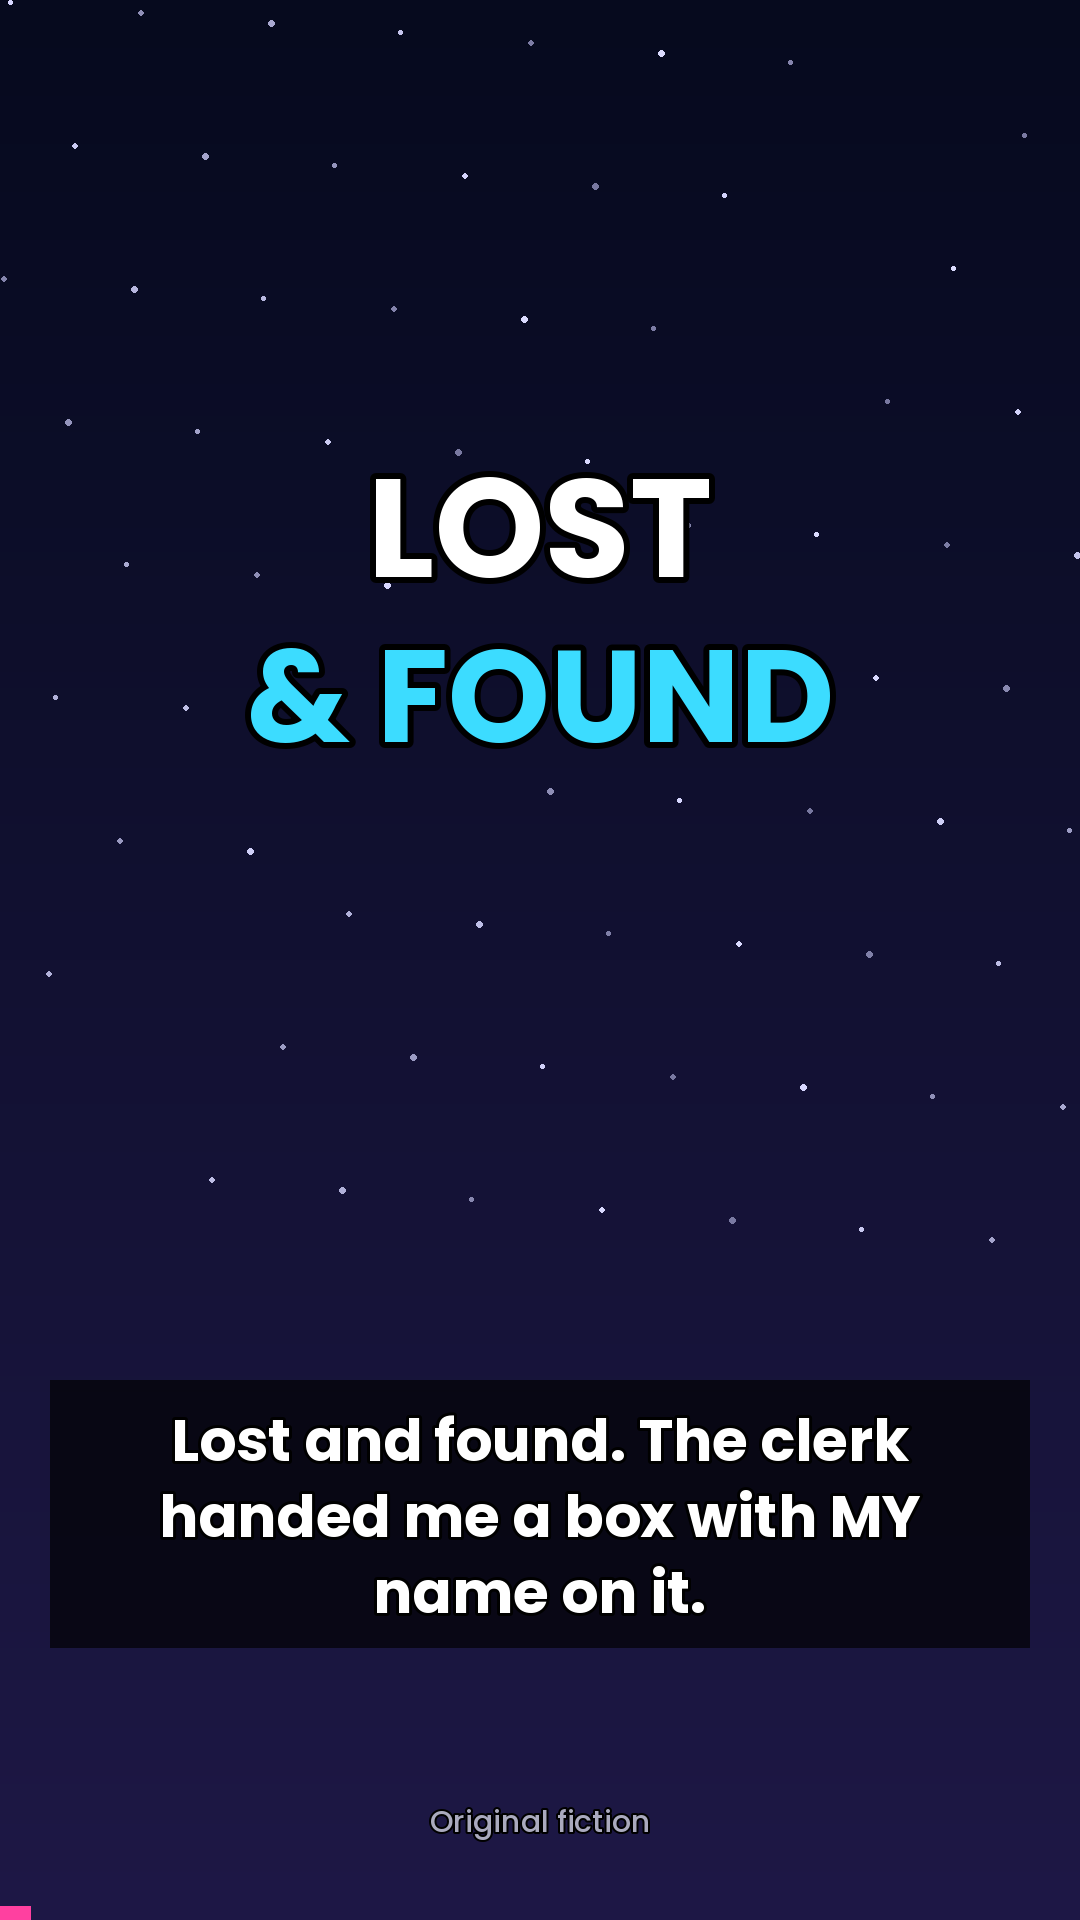 LOST
& FOUND
Lost and found. The clerk
handed me a box with MY
name on it.
Original fiction